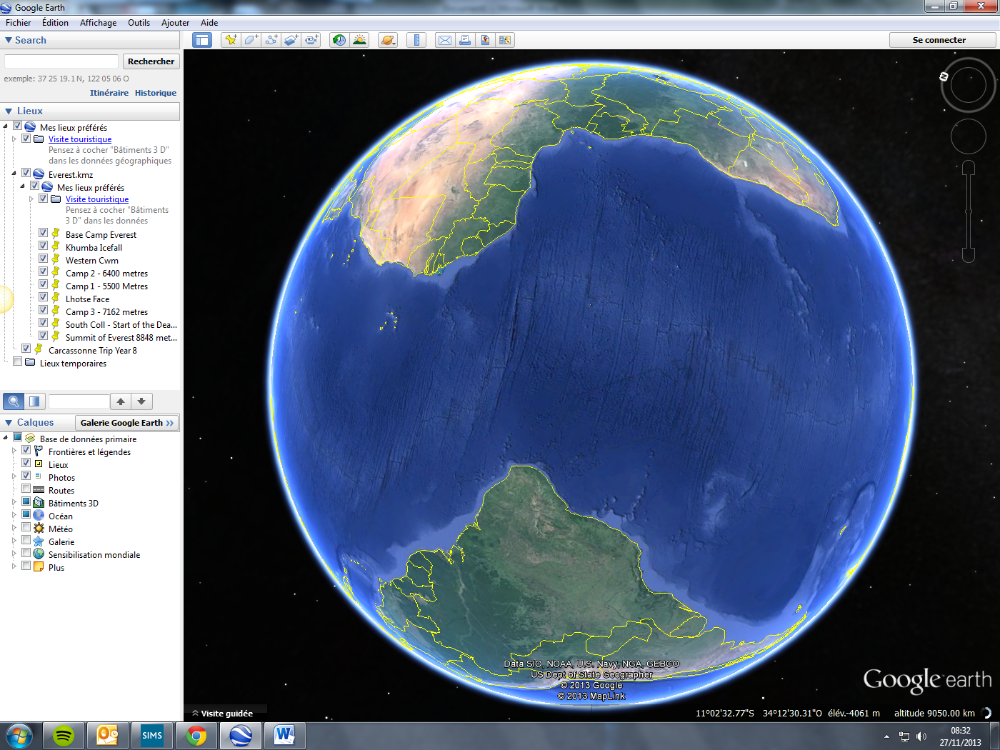 Google Earth
Fichier Édition Affichage Outils Ajouter Aide
Search
Rechercher
exemple: 37 25 19.1 N, 122 05 06 O
Itinéraire Historique
Lieux
Mes lieux préférés
Visite touristique
Pensez à cocher "Bâtiments 3 D"
dans les données géographiques
Everest.kmz
Mes lieux préférés
Visite touristique
Pensez à cocher "Bâtiments
3 D" dans les données
Base Camp Everest
Khumba Icefall
Western Cwm
Camp 2 - 6400 metres
Camp 1 - 5500 Metres
Lhotse Face
Camp 3 - 7162 metres
South Coll - Start of the Dea...
Summit of Everest 8848 met...
Carcassonne Trip Year 8
Lieux temporaires
Calques
Galerie Google Earth >>
Base de données primaire
Frontières et légendes
Lieux
Photos
Routes
Bâtiments 3D
Océan
Météo
Galerie
Sensibilisation mondiale
Plus
Se connecter
N
Data SIO, NOAA, U.S. Navy, NGA, GEBCO
US Dept of State Geographer
© 2013 Google
© 2013 MapLink
Google earth
Visite guidée
11°02'32.77"S 34°12'30.31"O élév.-4061 m altitude 9050.00 km
SIMS
W
08:32
27/11/2013